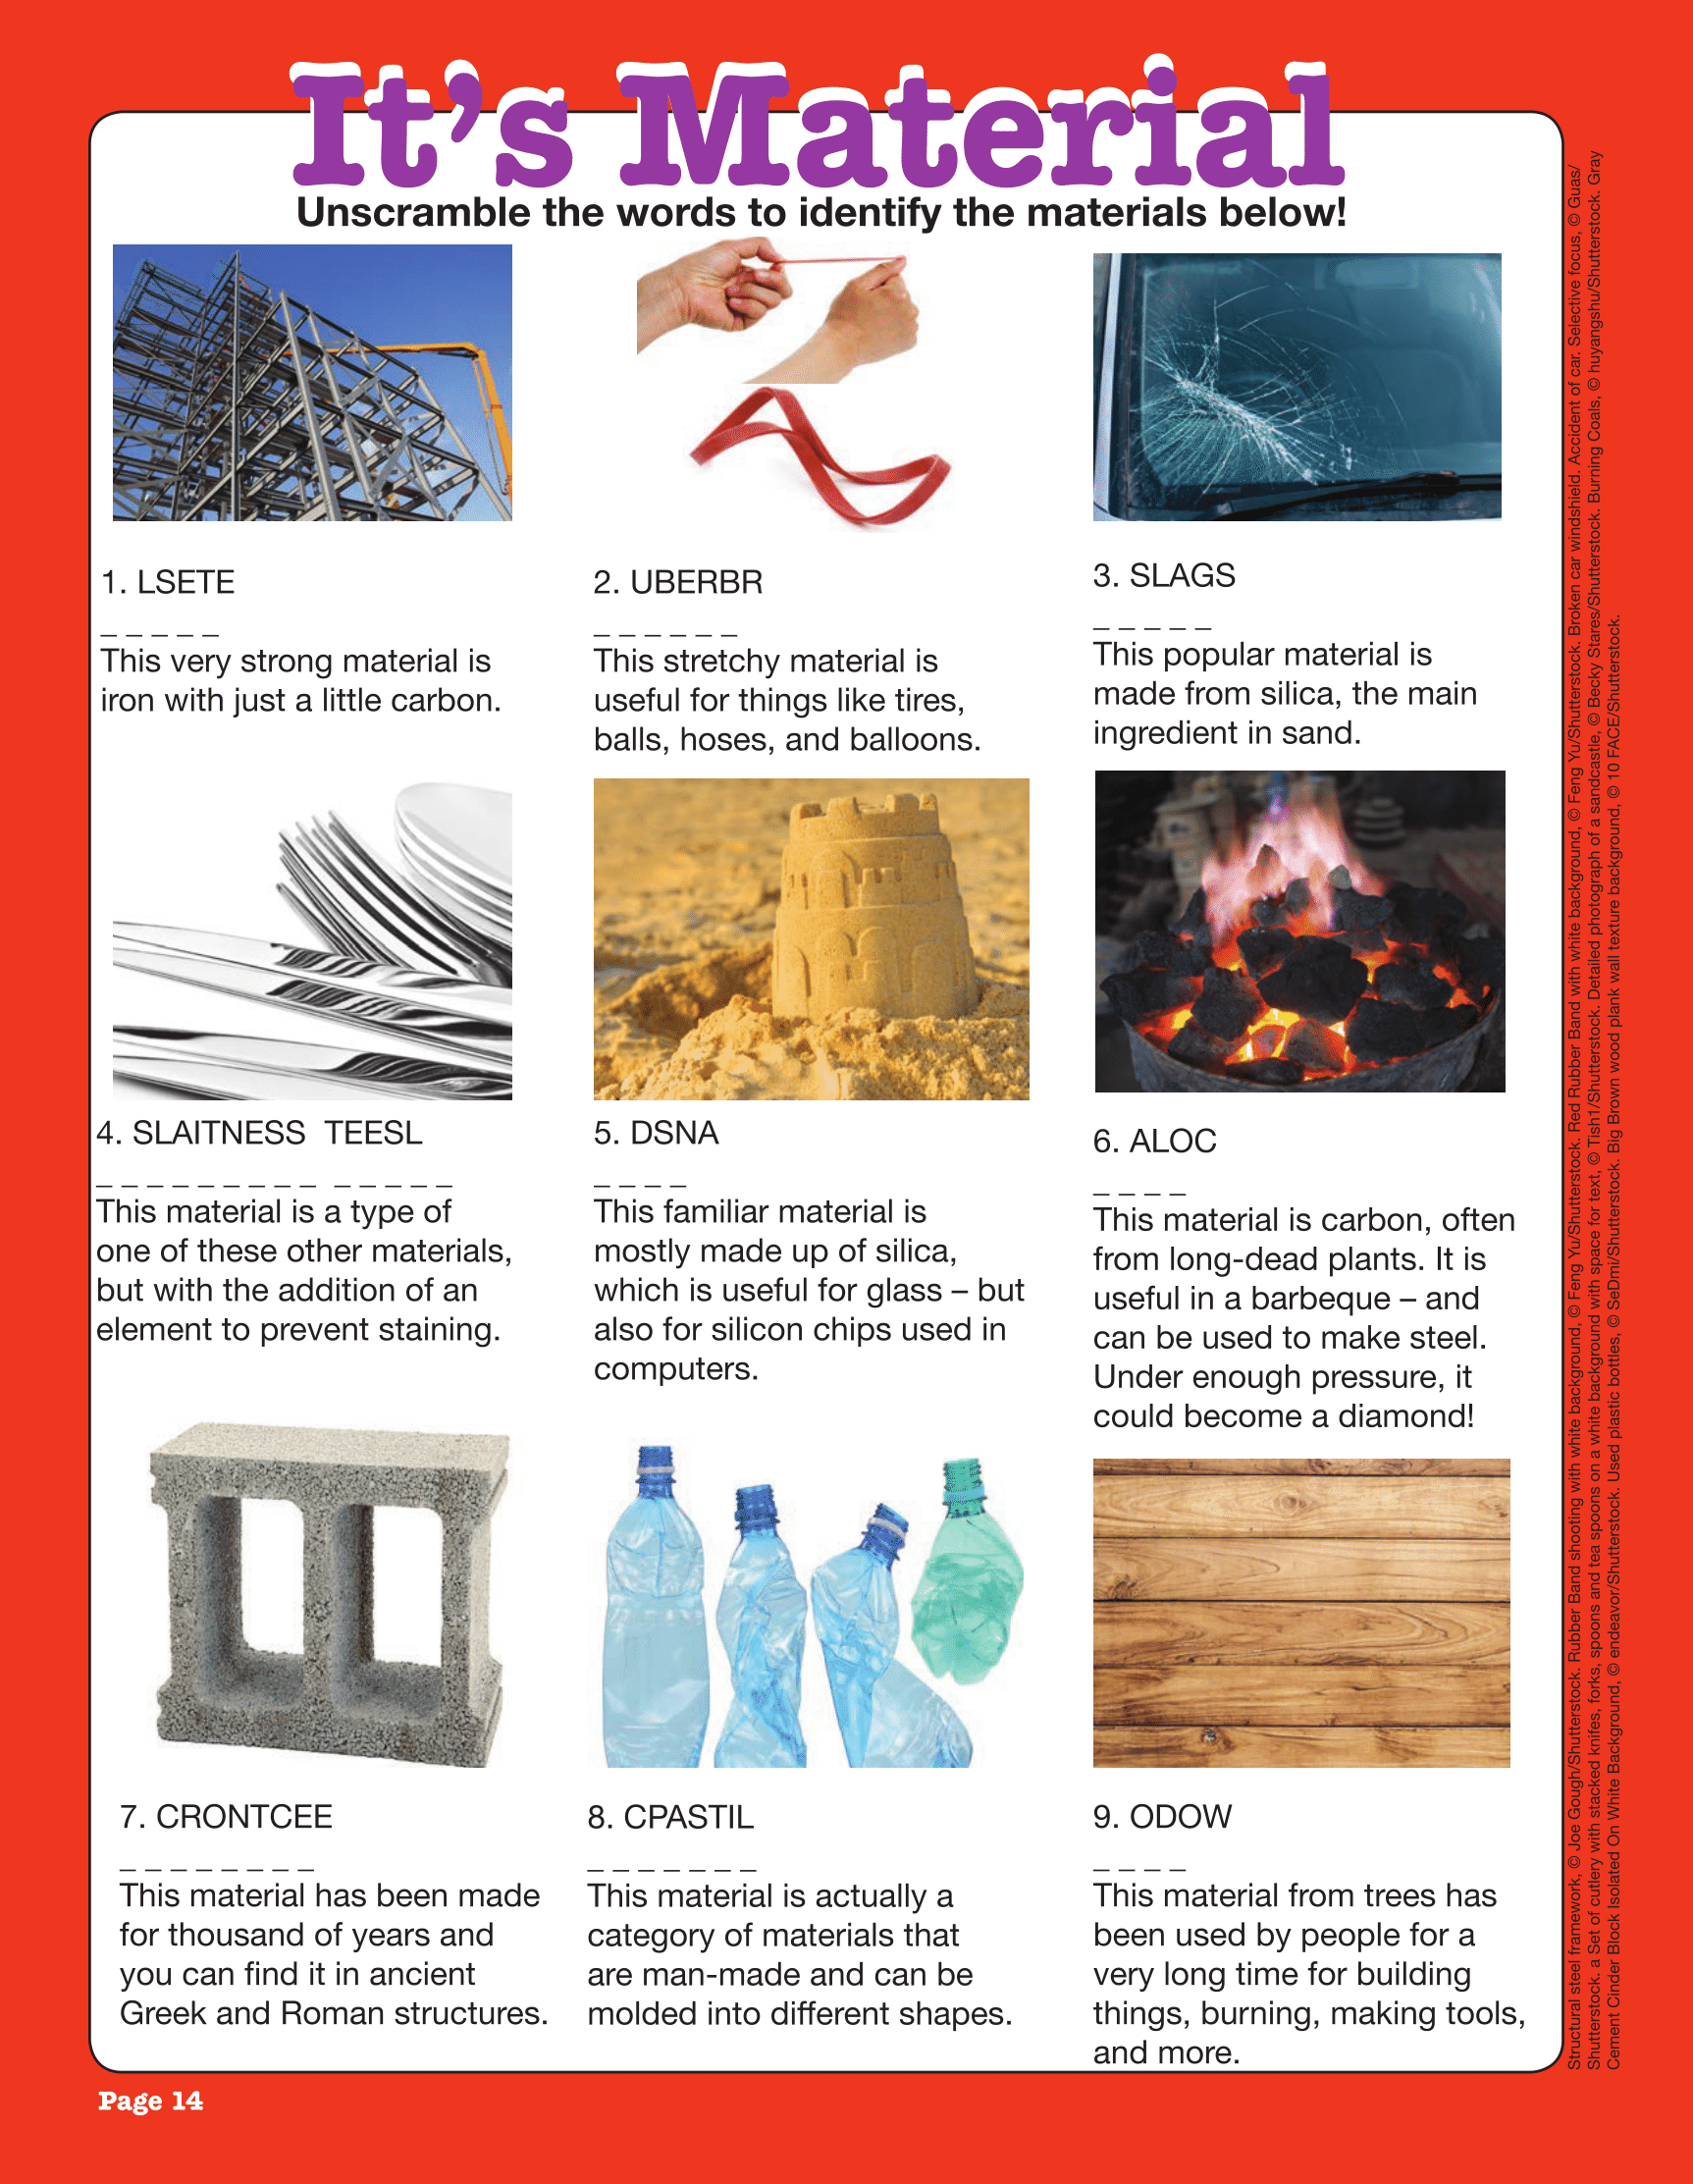 It's Material
Unscramble the words to identify the materials below!
1. LSETE
_ _ _ _ _
This very strong material is
iron with just a little carbon.
2. UBERBR
_ _ _ _ _ _
This stretchy material is
useful for things like tires,
balls, hoses, and balloons.
3. SLAGS
_ _ _ _ _
This popular material is
made from silica, the main
ingredient in sand.
4. SLAITNESS TEESL
_ _ _ _ _ _ _ _ _ _ _ _ _ _
This material is a type of
one of these other materials,
but with the addition of an
element to prevent staining.
5. DSNA
_ _ _ _
This familiar material is
mostly made up of silica,
which is useful for glass – but
also for silicon chips used in
computers.
6. ALOC
_ _ _ _
This material is carbon, often
from long-dead plants. It is
useful in a barbeque – and
can be used to make steel.
Under enough pressure, it
could become a diamond!
7. CRONTCEE
_ _ _ _ _ _ _ _
This material has been made
for thousand of years and
you can find it in ancient
Greek and Roman structures.
8. CPASTIL
_ _ _ _ _ _ _
This material is actually a
category of materials that
are man-made and can be
molded into different shapes.
9. ODOW
_ _ _ _
This material from trees has
been used by people for a
very long time for building
things, burning, making tools,
and more.
Structural steel framework, © Joe Gough/Shutterstock. Rubber Band shooting with white background, © Feng Yu/Shutterstock. Red Rubber Band with white background, © Feng Yu/Shutterstock. Broken car windshield. Accident of car. Selective focus, © Guas/
Shutterstock. a Set of cutlery with stacked knifes, forks, spoons and tea spoons on a white background with space for text, © Tish1/Shutterstock. Detailed photograph of a sandcastle, © Becky Stares/Shutterstock. Burning Coals, © huyangshu/Shutterstock. Gray
Cement Cinder Block Isolated On White Background, © endeavor/Shutterstock. Used plastic bottles, © SeDmi/Shutterstock. Big Brown wood plank wall texture background, © 10 FACE/Shutterstock.
Page 14